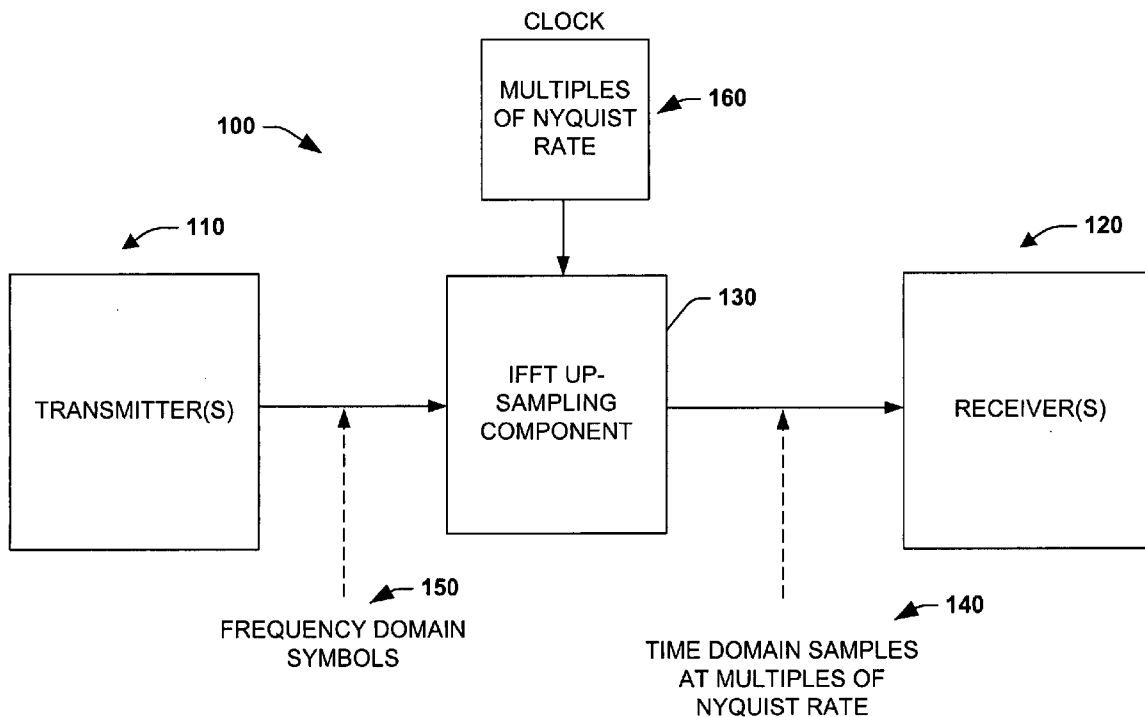 CLOCK
MULTIPLES
OF NYQUIST
RATE
160
100
110
120
130
TRANSMITTER(S)
IFFT UP-
SAMPLING
COMPONENT
RECEIVER(S)
150
FREQUENCY DOMAIN
SYMBOLS
140
TIME DOMAIN SAMPLES
AT MULTIPLES OF
NYQUIST RATE